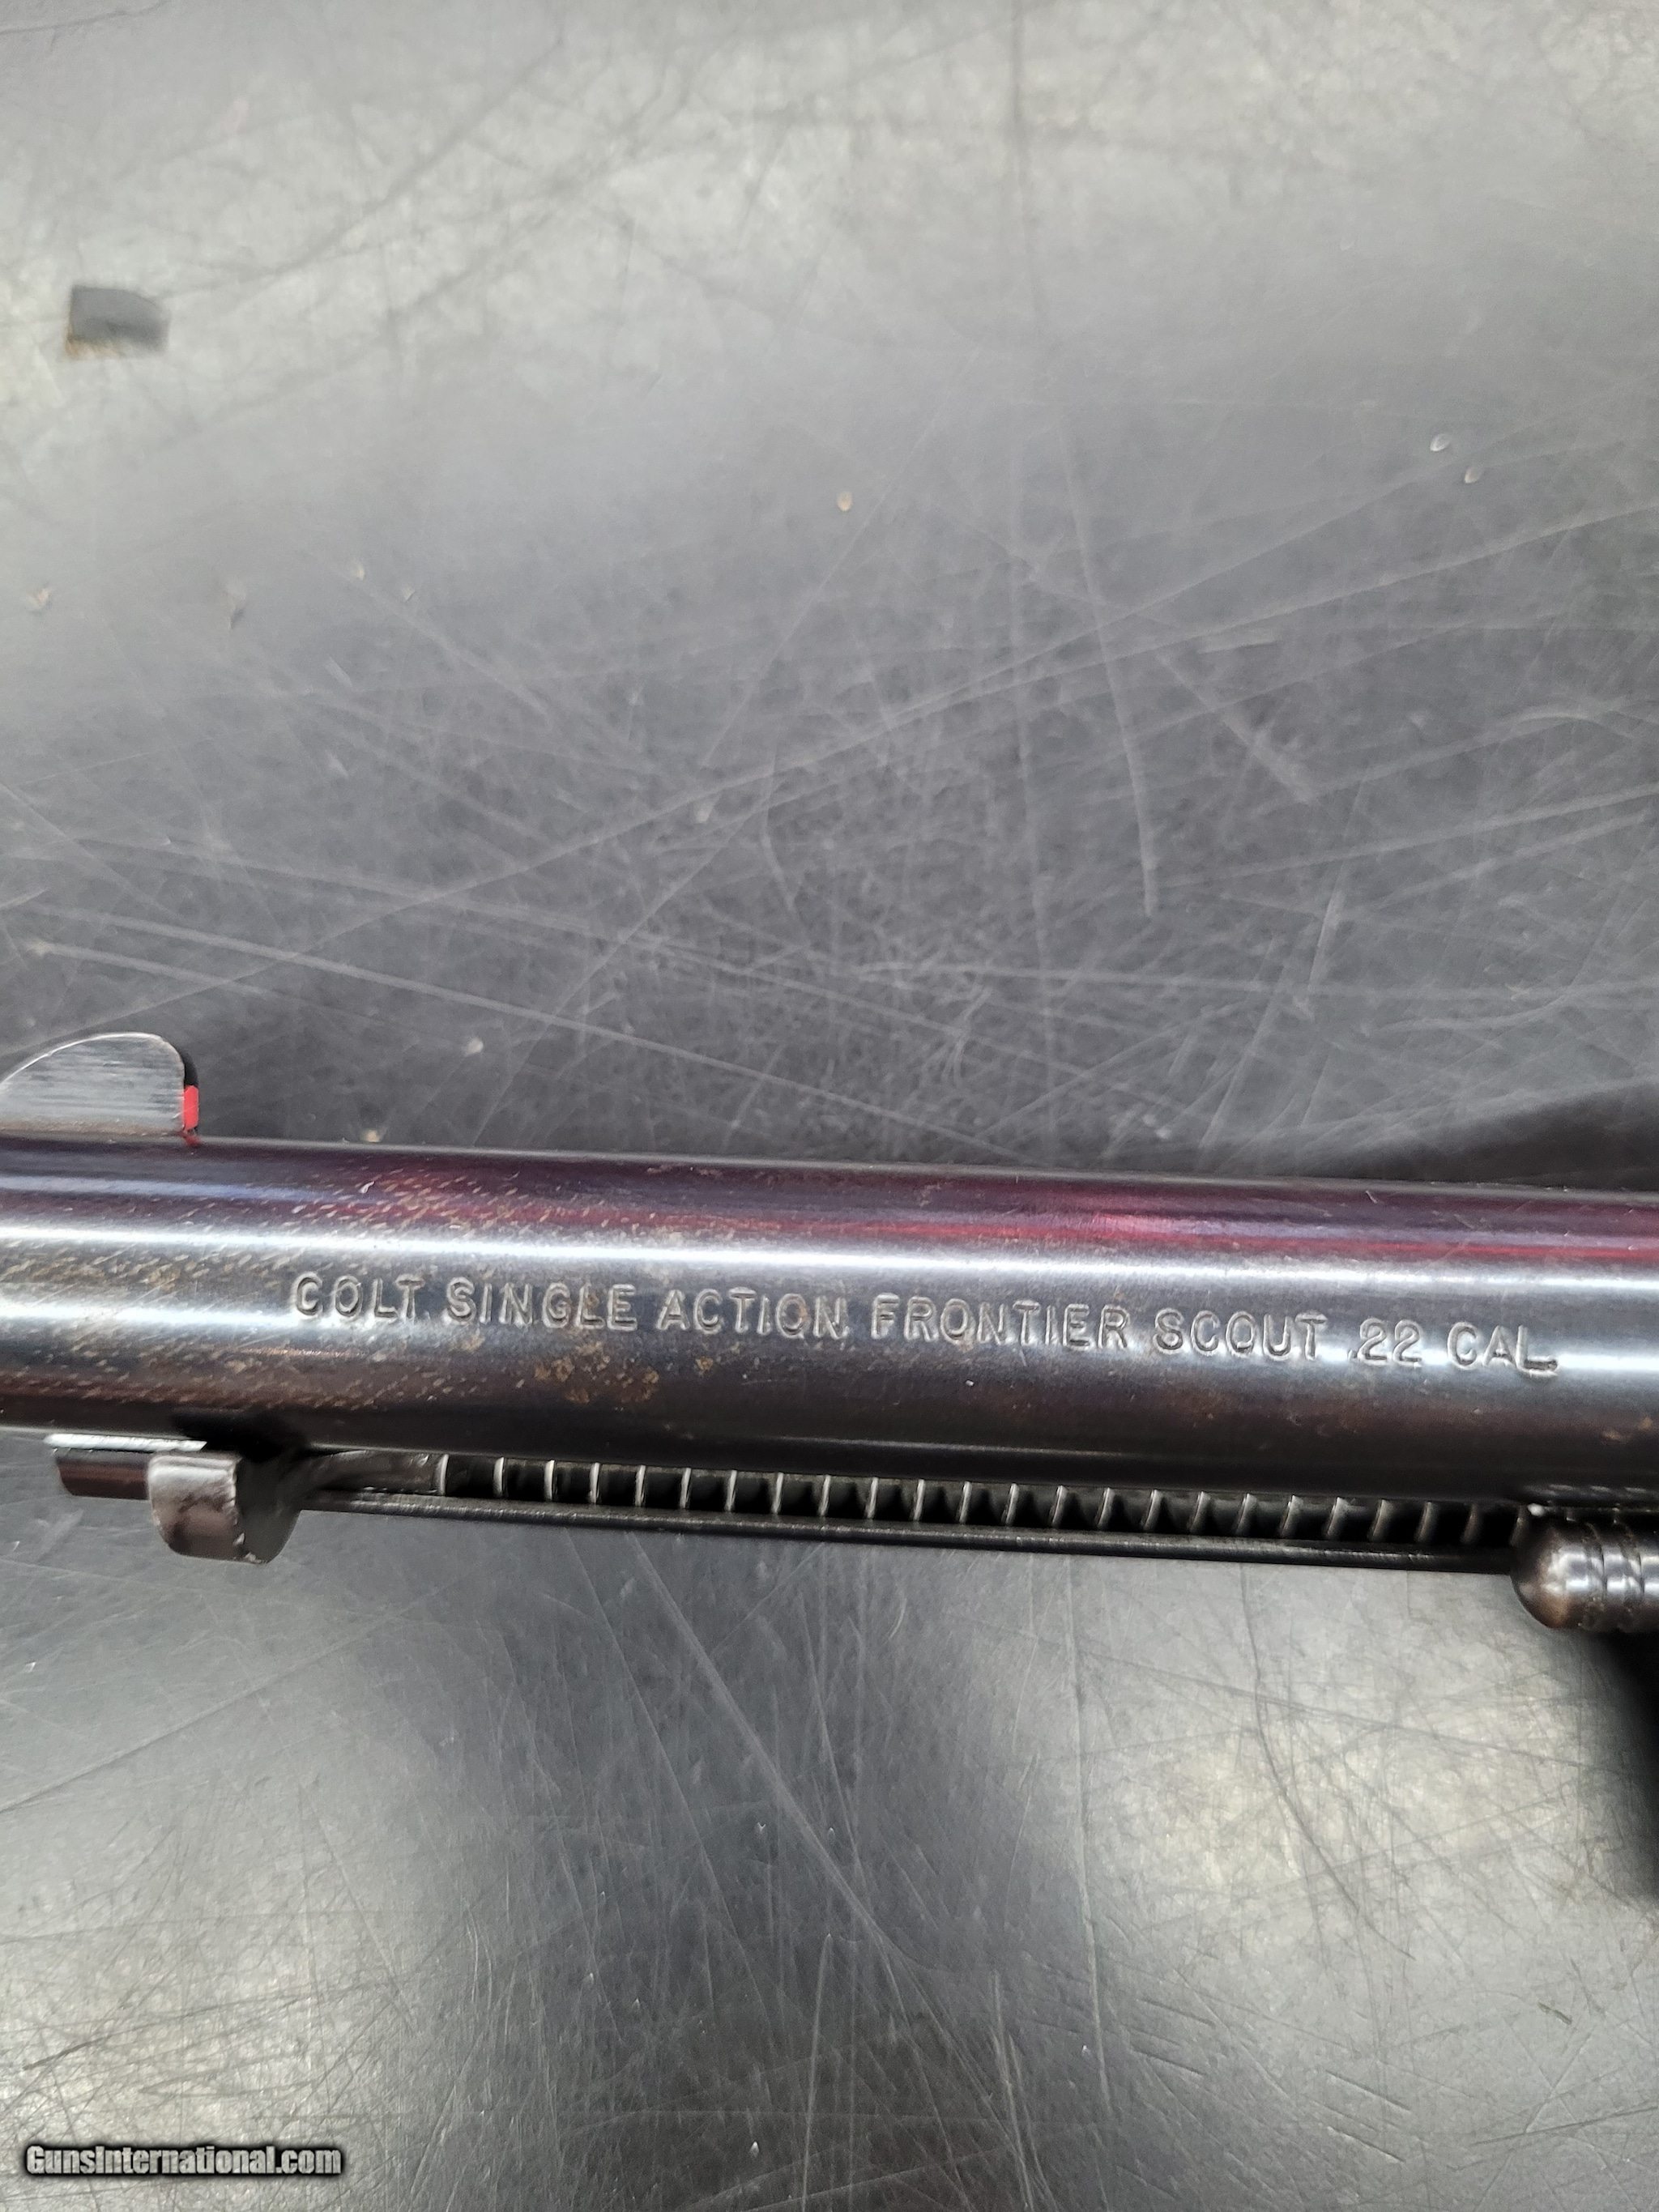 COLT SINGLE ACTION FRONTIER SCOUT .22 CAL.
GunsInternational.com